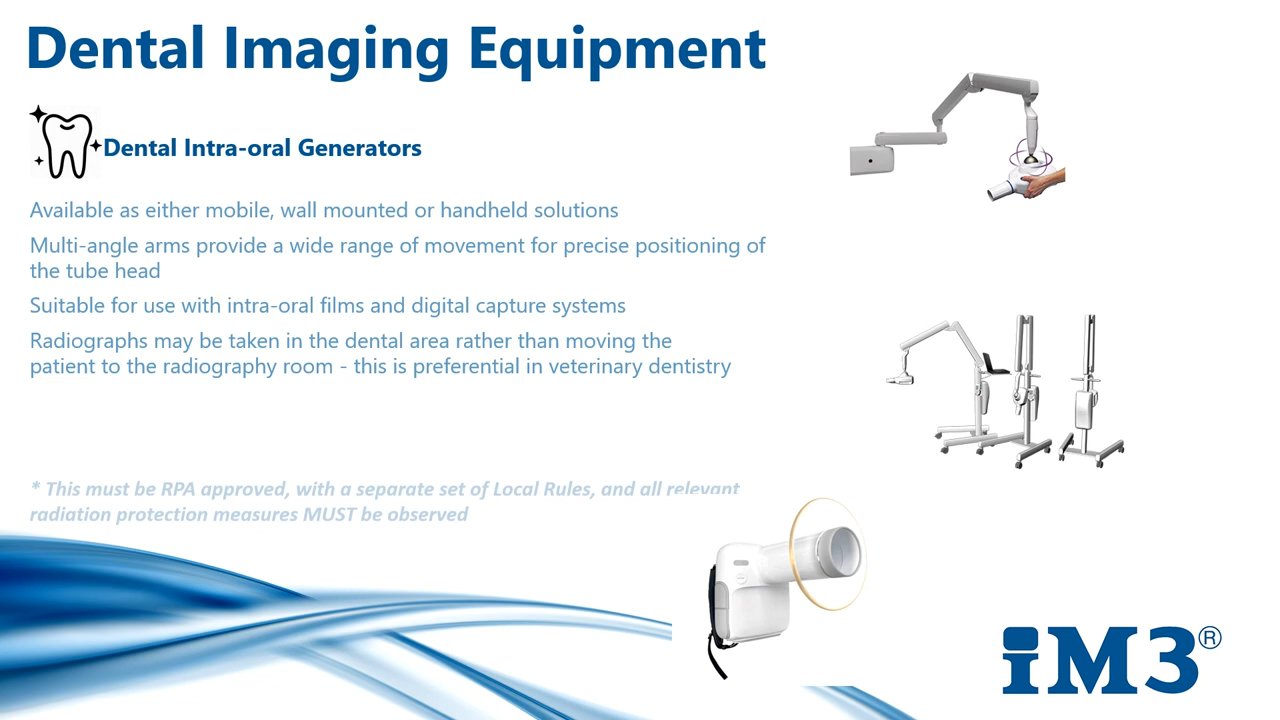 Dental Imaging Equipment
Dental Intra-oral Generators
Available as either mobile, wall mounted or handheld solutions
Multi-angle arms provide a wide range of movement for precise positioning of
the tube head
Suitable for use with intra-oral films and digital capture systems
Radiographs may be taken in the dental area rather than moving the
patient to the radiography room - this is preferential in veterinary dentistry
* This must be RPA approved, with a separate set of Local Rules, and all relevant
radiation protection measures MUST be observed
iM3®